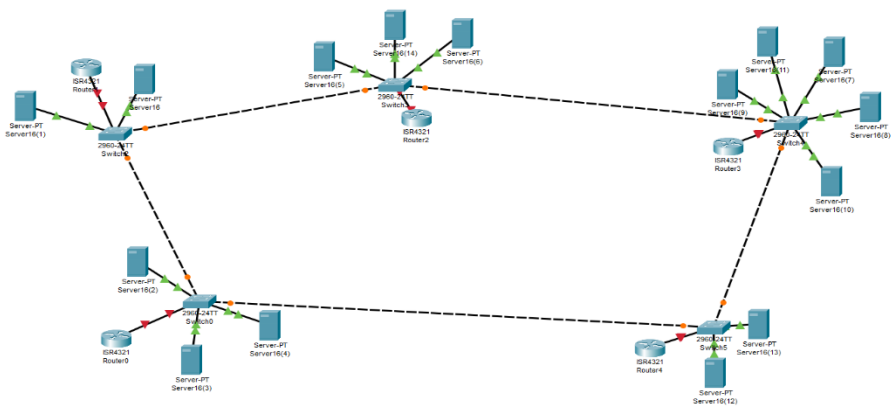 Server-PT
Server16(14)
Server-PT
Server16(6)
Server-PT
Server16(5)
2960-24TT
ISR4321
Router2
ISR4321
Server-PT
Server16
Server-PT
Server16(1)
2960-24TT
Switch2
Server-PT
Server16(11)
Server-PT
Server16(7)
Server-PT
Server16(9)
Server-PT
Server16(8)
2960-24TT
ISR4321
Router3
Server-PT
Server16(10)
Server-PT
Server16(2)
2960-24TT
Switch0
Server-PT
Server16(4)
ISR4321
Router0
Server-PT
Server16(3)
2960-24TT
Switch5
Server-PT
Server16(13)
ISR4321
Router4
Server-PT
Server16(12)